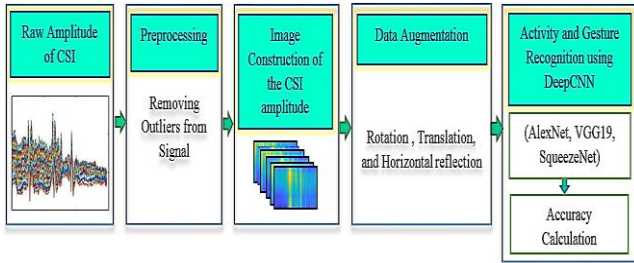 Raw Amplitude
of CSI
Preprocessing
Removing
Outliers from
Signal
Image
Construction of
the CSI
amplitude
Data Augmentation
Rotation , Translation,
and Horizontal reflection
Activity and Gesture
Recognition using
DeepCNN
(AlexNet, VGG19,
SqueezeNet)
Accuracy
Calculation